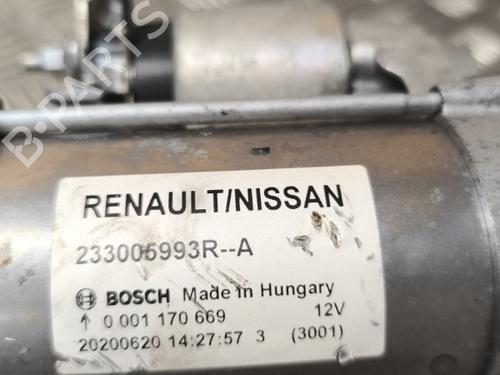 B-PARTS
RENAULT/NISSAN
233005993R--A
BOSCH Made in Hungary
0 001 170 669 12V
20200620 14:27:57 3 (3001)